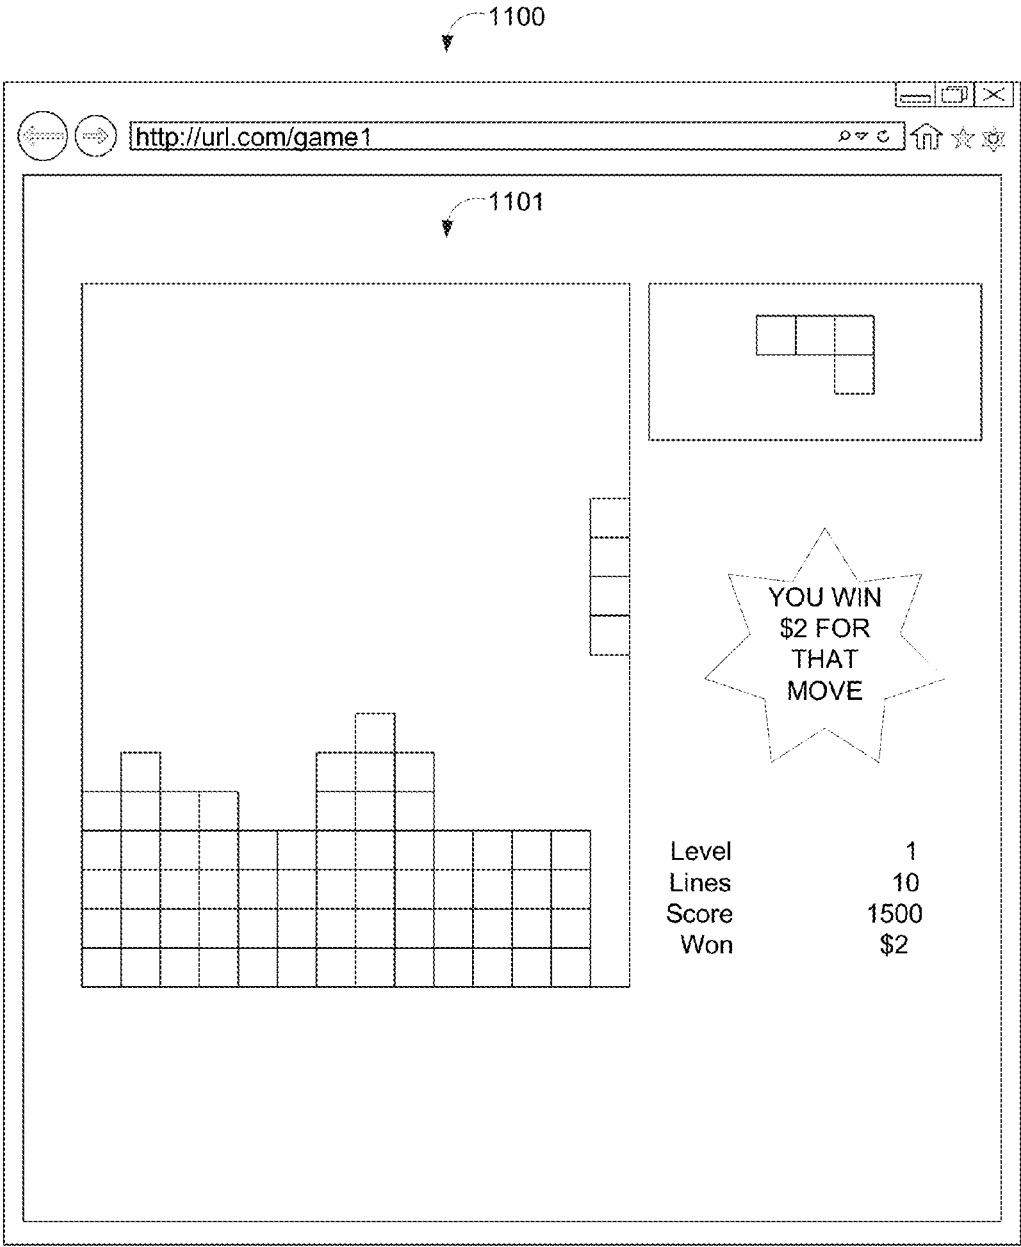 1100
http://url.com/game1
1101
YOU WIN
$2 FOR
THAT
MOVE
Level 1
Lines 10
Score 1500
Won $2